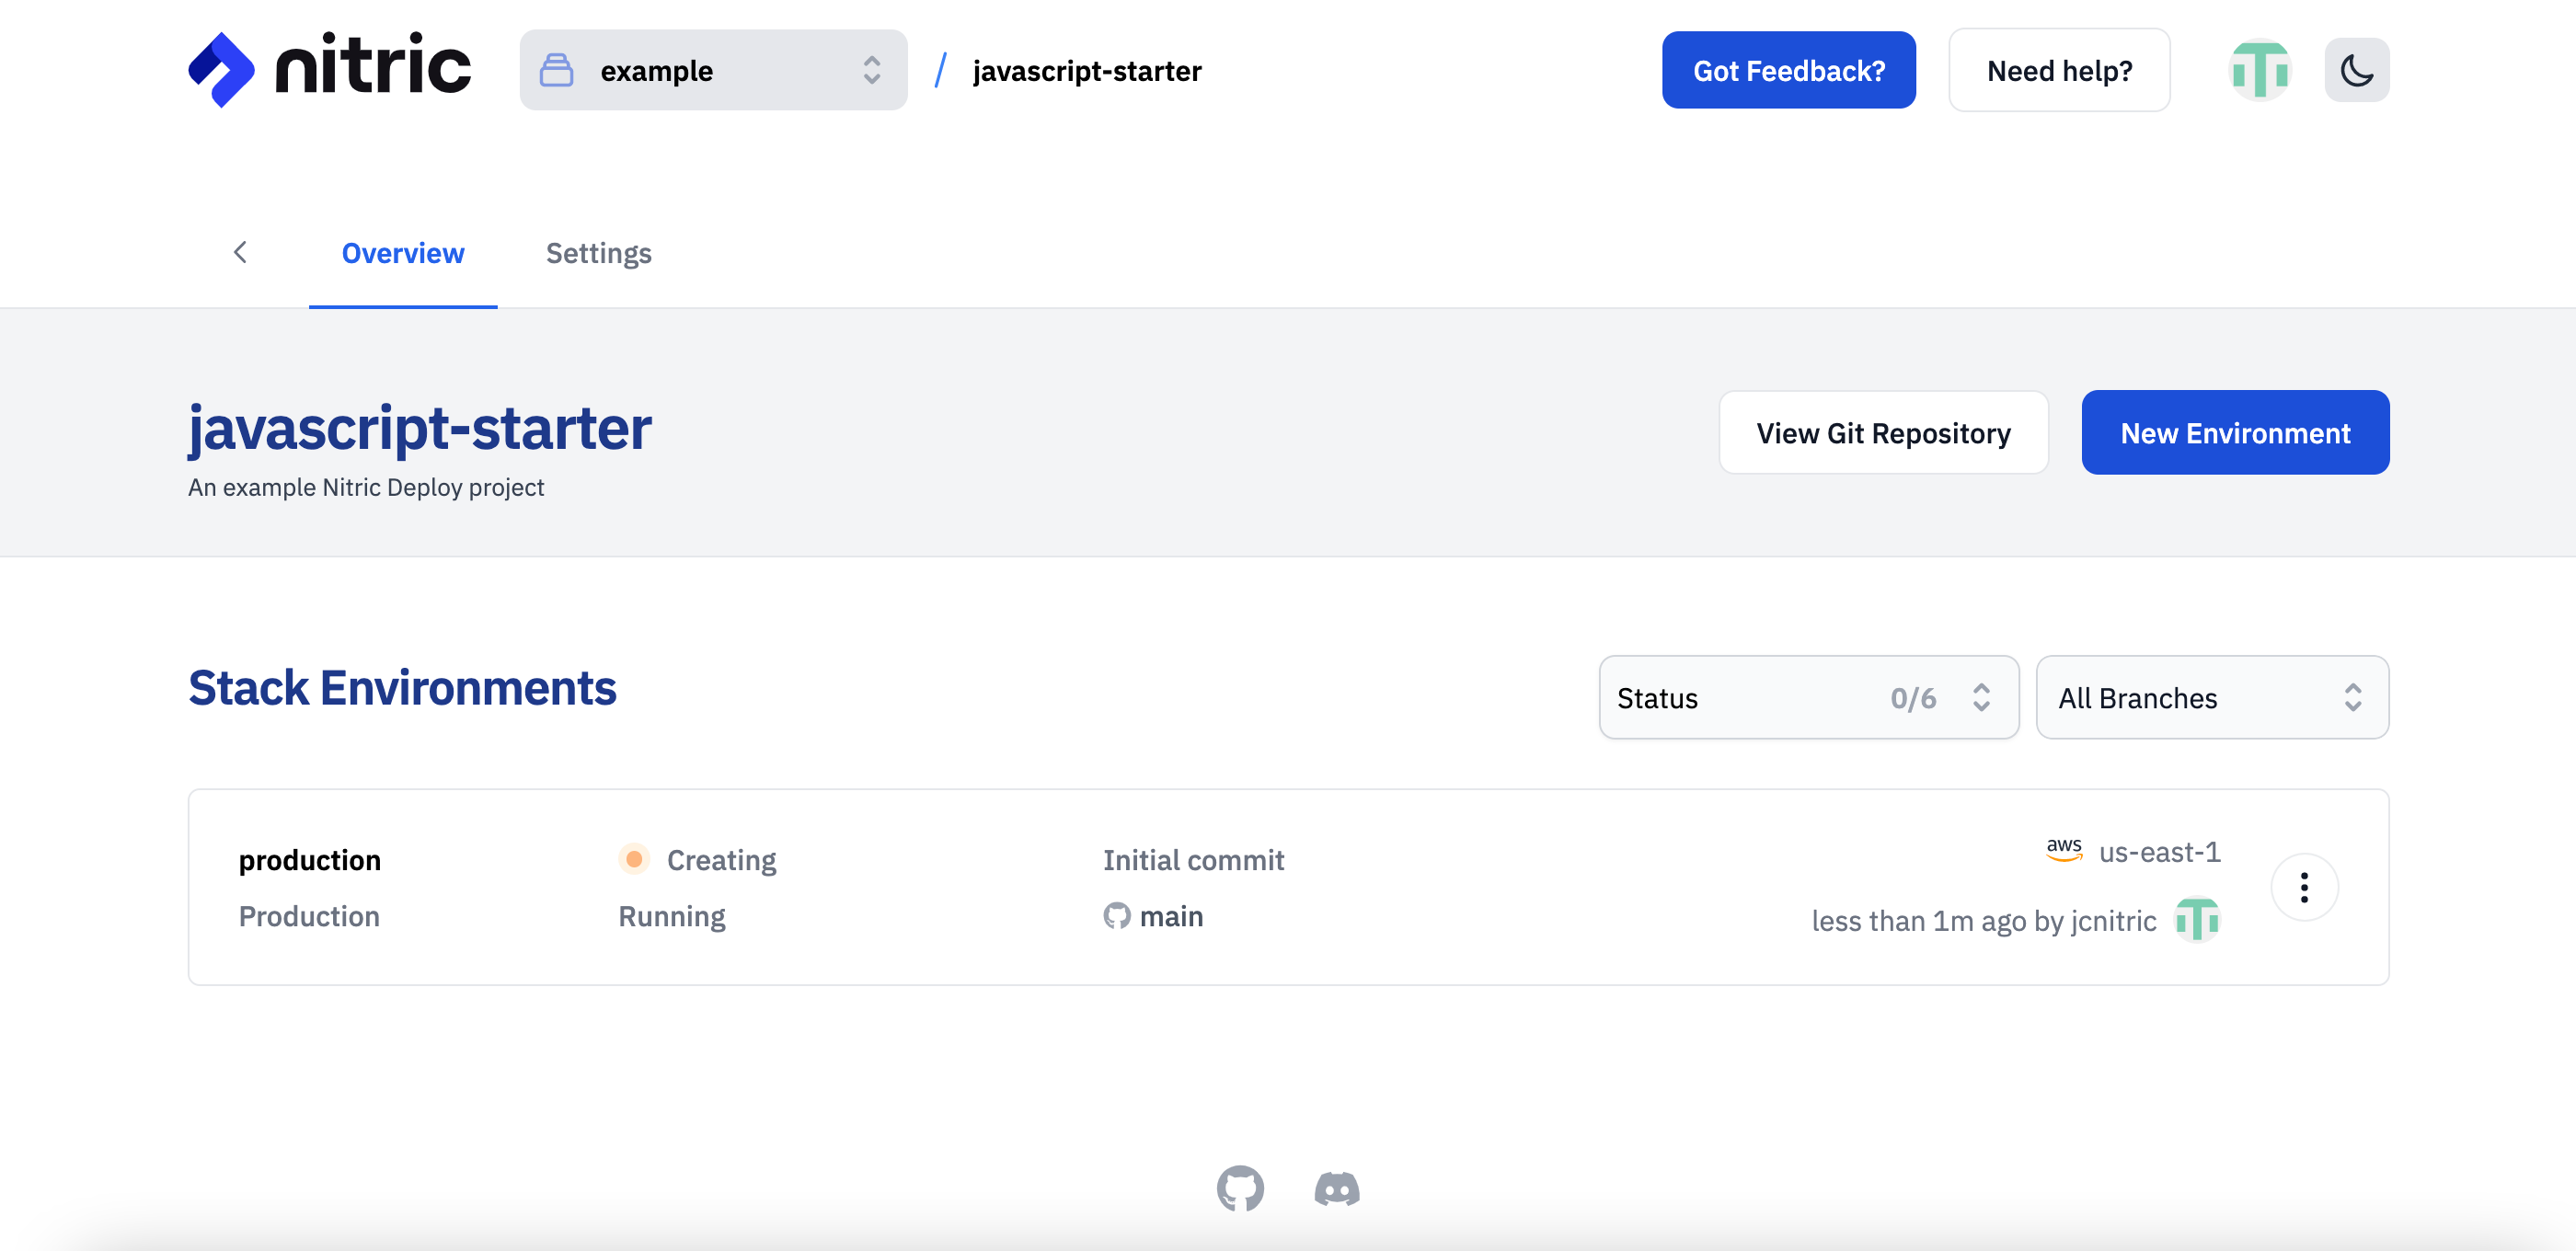 nitric
example
/ javascript-starter
Got Feedback?
Need help?
Overview
Settings
javascript-starter
An example Nitric Deploy project
View Git Repository
New Environment
Stack Environments
Status 0/6
All Branches
production
Production
Creating
Running
Initial commit
main
aws us-east-1
less than 1m ago by jcnitric